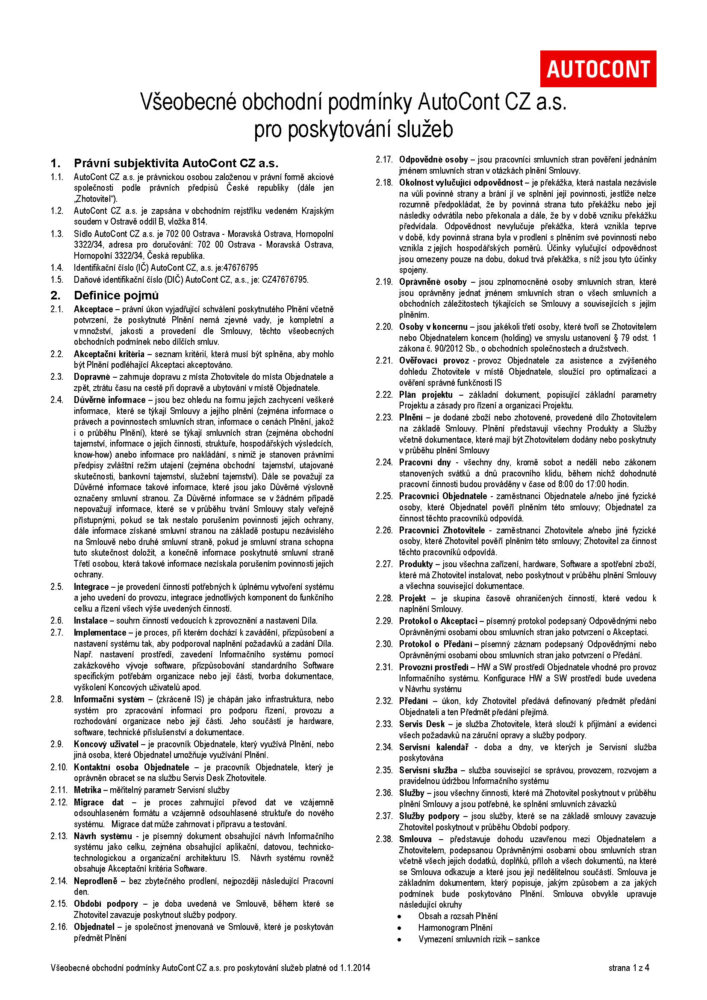 AUTOCONT
Všeobecné obchodní podmínky AutoCont CZ a.s.
pro poskytování služeb
1. Právní subjektivita AutoCont CZ a.s.
1.1. AutoCont CZ a.s. je právnickou osobou založenou v právní formě akciové
společnosti podle právních předpisů České republiky (dále jen
„Zhotovitel“).
1.2. AutoCont CZ a.s. je zapsána v obchodním rejstříku vedeném Krajským
soudem v Ostravě oddíl B, vložka 814.
1.3. Sídlo AutoCont CZ a.s. je 702 00 Ostrava - Moravská Ostrava, Hornopolní
3322/34, adresa pro doručování: 702 00 Ostrava - Moravská Ostrava,
Hornopolní 3322/34, Česká republika.
1.4. Identifikační číslo (IČ) AutoCont CZ, a.s. je:47676795
1.5. Daňové identifikační číslo (DIČ) AutoCont CZ, a.s., je: CZ47676795.
2. Definice pojmů
2.1. Akceptace – právní úkon vyjadřující schválení poskytnutého Plnění včetně
potvrzení, že poskytnuté Plnění nemá zjevné vady, je kompletní a
v množství, jakosti a provedení dle Smlouvy, těchto všeobecných
obchodních podmínek nebo dílčích smluv.
2.2. Akceptační kritéria – seznam kritérií, která musí být splněna, aby mohlo
být Plnění podléhající Akceptaci akceptováno.
2.3. Dopravné – zahrnuje dopravu z místa Zhotovitele do místa Objednatele a
zpět, ztrátu času na cestě při dopravě a ubytování v místě Objednatele.
2.4. Důvěrné informace – jsou bez ohledu na formu jejich zachycení veškeré
informace, které se týkají Smlouvy a jejího plnění (zejména informace o
právech a povinnostech smluvních stran, informace o cenách Plnění, jakož
i o průběhu Plnění), které se týkají smluvních stran (zejména obchodní
tajemství, informace o jejich činnosti, struktuře, hospodářských výsledcích,
know-how) anebo informace pro nakládání, s nimiž je stanoven právními
předpisy zvláštní režim utajení (zejména obchodní tajemství, utajované
skutečnosti, bankovní tajemství, služební tajemství). Dále se považují za
Důvěrné informace takové informace, které jsou jako Důvěrné výslovně
označeny smluvní stranou. Za Důvěrné informace se v žádném případě
nepovažují informace, které se v průběhu trvání Smlouvy staly veřejně
přístupnými, pokud se tak nestalo porušením povinnosti jejich ochrany,
dále informace získané smluvní stranou na základě postupu nezávislého
na Smlouvě nebo druhé smluvní straně, pokud je smluvní strana schopna
tuto skutečnost doložit, a konečně informace poskytnuté smluvní straně
Třetí osobou, která takové informace nezískala porušením povinnosti jejich
ochrany.
2.5. Integrace – je provedení činností potřebných k úplnému vytvoření systému
a jeho uvedení do provozu, integrace jednotlivých komponent do funkčního
celku a řízení všech výše uvedených činností.
2.6. Instalace – souhrn činností vedoucích k zprovoznění a nastavení Díla.
2.7. Implementace – je proces, při kterém dochází k zavádění, přizpůsobení a
nastavení systému tak, aby podporoval naplnění požadavků a zadání Díla.
Např. nastavení prostředí, zavedení Informačního systému pomocí
zakázkového vývoje software, přizpůsobování standardního Software
specifickým potřebám organizace nebo její části, tvorba dokumentace,
vyškolení Koncových uživatelů apod.
2.8. Informační systém – (zkráceně IS) je chápán jako infrastruktura, nebo
systém pro zpracování informací pro podporu řízení, provozu a
rozhodování organizace nebo její části. Jeho součástí je hardware,
software, technické příslušenství a dokumentace.
2.9. Koncový uživatel – je pracovník Objednatele, který využívá Plnění, nebo
jiná osoba, které Objednatel umožňuje využívání Plnění.
2.10. Kontaktní osoba Objednatele – je pracovník Objednatele, který je
oprávněn obracet se na službu Servis Desk Zhotovitele.
2.11. Metrika – měřitelný parametr Servisní služby
2.12. Migrace dat – je proces zahrnující převod dat ve vzájemně
odsouhlaseném formátu a vzájemně odsouhlasené struktuře do nového
systému. Migrace dat může zahrnovat i přípravu a testování.
2.13. Návrh systému - je písemný dokument obsahující návrh Informačního
systému jako celku, zejména obsahující aplikační, datovou, technicko-
technologickou a organizační architekturu IS. Návrh systému rovněž
obsahuje Akceptační kritéria Software.
2.14. Neprodleně – bez zbytečného prodlení, nejpozději následující Pracovní
den.
2.15. Období podpory – je doba uvedená ve Smlouvě, během které se
Zhotovitel zavazuje poskytnout služby podpory.
2.16. Objednatel – je společnost jmenovaná ve Smlouvě, které je poskytován
předmět Plnění
2.17. Odpovědné osoby – jsou pracovníci smluvních stran pověření jednáním
jménem smluvních stran v otázkách plnění Smlouvy.
2.18. Okolnost vylučující odpovědnost – je překážka, která nastala nezávisle
na vůli povinné strany a brání jí ve splnění její povinnosti, jestliže nelze
rozumně předpokládat, že by povinná strana tuto překážku nebo její
následky odvrátila nebo překonala a dále, že by v době vzniku překážku
předvídala. Odpovědnost nevylučuje překážka, která vznikla teprve
v době, kdy povinná strana byla v prodlení s plněním své povinnosti nebo
vznikla z jejích hospodářských poměrů. Účinky vylučující odpovědnost
jsou omezeny pouze na dobu, dokud trvá překážka, s níž jsou tyto účinky
spojeny.
2.19. Oprávněné osoby – jsou zplnomocněné osoby smluvních stran, které
jsou oprávněny jednat jménem smluvních stran o všech smluvních a
obchodních záležitostech týkajících se Smlouvy a souvisejících s jejím
plněním.
2.20. Osoby v koncernu – jsou jakékoli třetí osoby, které tvoří se Zhotovitelem
nebo Objednatelem koncern (holding) ve smyslu ustanovení § 79 odst. 1
zákona č. 90/2012 Sb., o obchodních společnostech a družstvech.
2.21. Ověřovací provoz - provoz Objednatele za asistence a zvýšeného
dohledu Zhotovitele v místě Objednatele, sloužící pro optimalizaci a
ověření správné funkčnosti IS
2.22. Plán projektu – základní dokument, popisující základní parametry
Projektu a zásady pro řízení a organizaci Projektu.
2.23. Plnění – je dodané zboží nebo zhotovené, provedené dílo Zhotovitelem
na základě Smlouvy. Plnění představují všechny Produkty a Služby
včetně dokumentace, které mají být Zhotovitelem dodány nebo poskytnuty
v průběhu plnění Smlouvy
2.24. Pracovní dny - všechny dny, kromě sobot a nedělí nebo zákonem
stanovených svátků a dnů pracovního klidu, během nichž dohodnuté
pracovní činnosti budou prováděny v čase od 8:00 do 17:00 hodin.
2.25. Pracovníci Objednatele - zaměstnanci Objednatele a/nebo jiné fyzické
osoby, které Objednatel pověří plněním této smlouvy; Objednatel za
činnost těchto pracovníků odpovídá.
2.26. Pracovníci Zhotovitele - zaměstnanci Zhotovitele a/nebo jiné fyzické
osoby, které Zhotovitel pověří plněním této smlouvy; Zhotovitel za činnost
těchto pracovníků odpovídá.
2.27. Produkty – jsou všechna zařízení, hardware, Software a spotřební zboží,
které má Zhotovitel instalovat, nebo poskytnout v průběhu plnění Smlouvy
a všechna související dokumentace.
2.28. Projekt – je skupina časově ohraničených činností, které vedou k
naplnění Smlouvy.
2.29. Protokol o Akceptaci – písemný protokol podepsaný Odpovědnými nebo
Oprávněnými osobami obou smluvních stran jako potvrzení o Akceptaci.
2.30. Protokol o Předání – písemný záznam podepsaný Odpovědnými nebo
Oprávněnými osobami obou smluvních stran jako potvrzení o Předání.
2.31. Provozní prostředí – HW a SW prostředí Objednatele vhodné pro provoz
Informačního systému. Konfigurace HW a SW prostředí bude uvedena
v Návrhu systému
2.32. Předání – úkon, kdy Zhotovitel předává definovaný předmět předání
Objednateli a ten Předmět předání přejímá.
2.33. Servis Desk – je služba Zhotovitele, která slouží k přijímání a evidenci
všech požadavků na záruční opravy a služby podpory.
2.34. Servisní kalendář - doba a dny, ve kterých je Servisní služba
poskytována
2.35. Servisní služba – služba související se správou, provozem, rozvojem a
pravidelnou údržbou Informačního systému
2.36. Služby – jsou všechny činnosti, které má Zhotovitel poskytnout v průběhu
plnění Smlouvy a jsou potřebné, ke splnění smluvních závazků
2.37. Služby podpory – jsou služby, které se na základě smlouvy zavazuje
Zhotovitel poskytnout v průběhu Období podpory.
2.38. Smlouva – představuje dohodu uzavřenou mezi Objednatelem a
Zhotovitelem, podepsanou Oprávněnými osobami obou smluvních stran
včetně všech jejich dodatků, doplňků, příloh a všech dokumentů, na které
se Smlouva odkazuje a které jsou její nedělitelnou součástí. Smlouva je
základním dokumentem, který popisuje, jakým způsobem a za jakých
podmínek bude poskytováno Plnění. Smlouva obvykle upravuje
následující okruhy
• Obsah a rozsah Plnění
• Harmonogram Plnění
• Vymezení smluvních rizik – sankce
Všeobecné obchodní podmínky AutoCont CZ a.s. pro poskytování služeb platné od 1.1.2014
strana 1 z 4